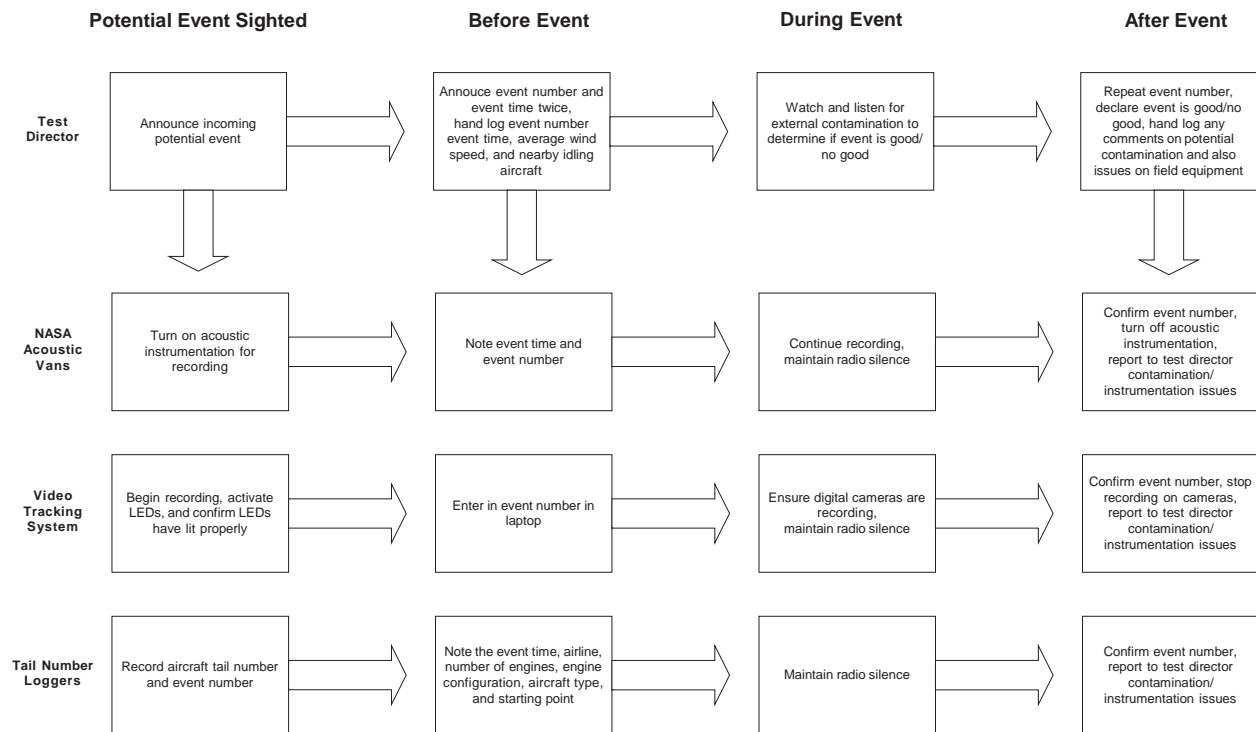 Potential Event Sighted
Before Event
During Event
After Event
Test
Director
Announce incoming
potential event
Annouce event number and
event time twice,
hand log event number
event time, average wind
speed, and nearby idling
aircraft
Watch and listen for
external contamination to
determine if event is good/
no good
Repeat event number,
declare event is good/no
good, hand log any
comments on potential
contamination and also
issues on field equipment
NASA
Acoustic
Vans
Turn on acoustic
instrumentation for
recording
Note event time and
event number
Continue recording,
maintain radio silence
Confirm event number,
turn off acoustic
instrumentation,
report to test director
contamination/
instrumentation issues
Video
Tracking
System
Begin recording, activate
LEDs, and confirm LEDs
have lit properly
Enter in event number in
laptop
Ensure digital cameras are
recording,
maintain radio silence
Confirm event number, stop
recording on cameras,
report to test director
contamination/
instrumentation issues
Tail Number
Loggers
Record aircraft tail number
and event number
Note the event time, airline,
number of engines, engine
configuration, aircraft type,
and starting point
Maintain radio silence
Confirm event number,
report to test director
contamination/
instrumentation issues